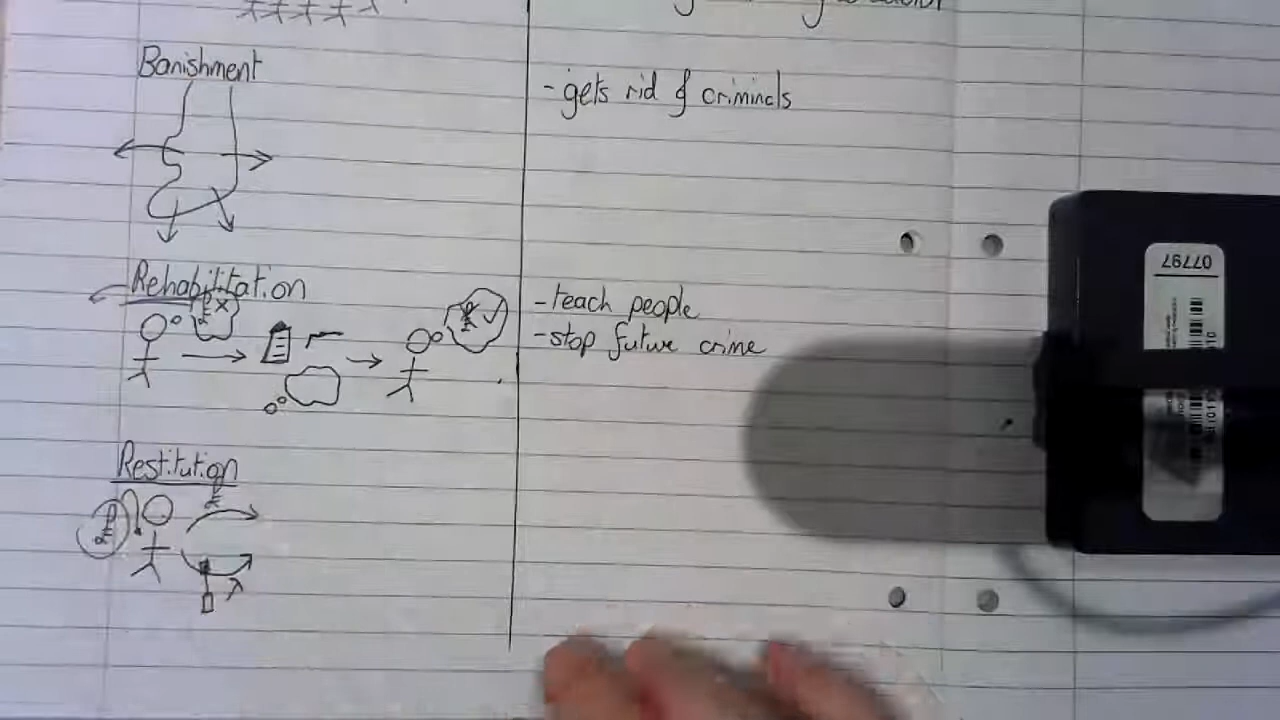 Banishment
- gets rid of criminals
Rehabilitation
- teach people
- stop future crime
Restitution
07797